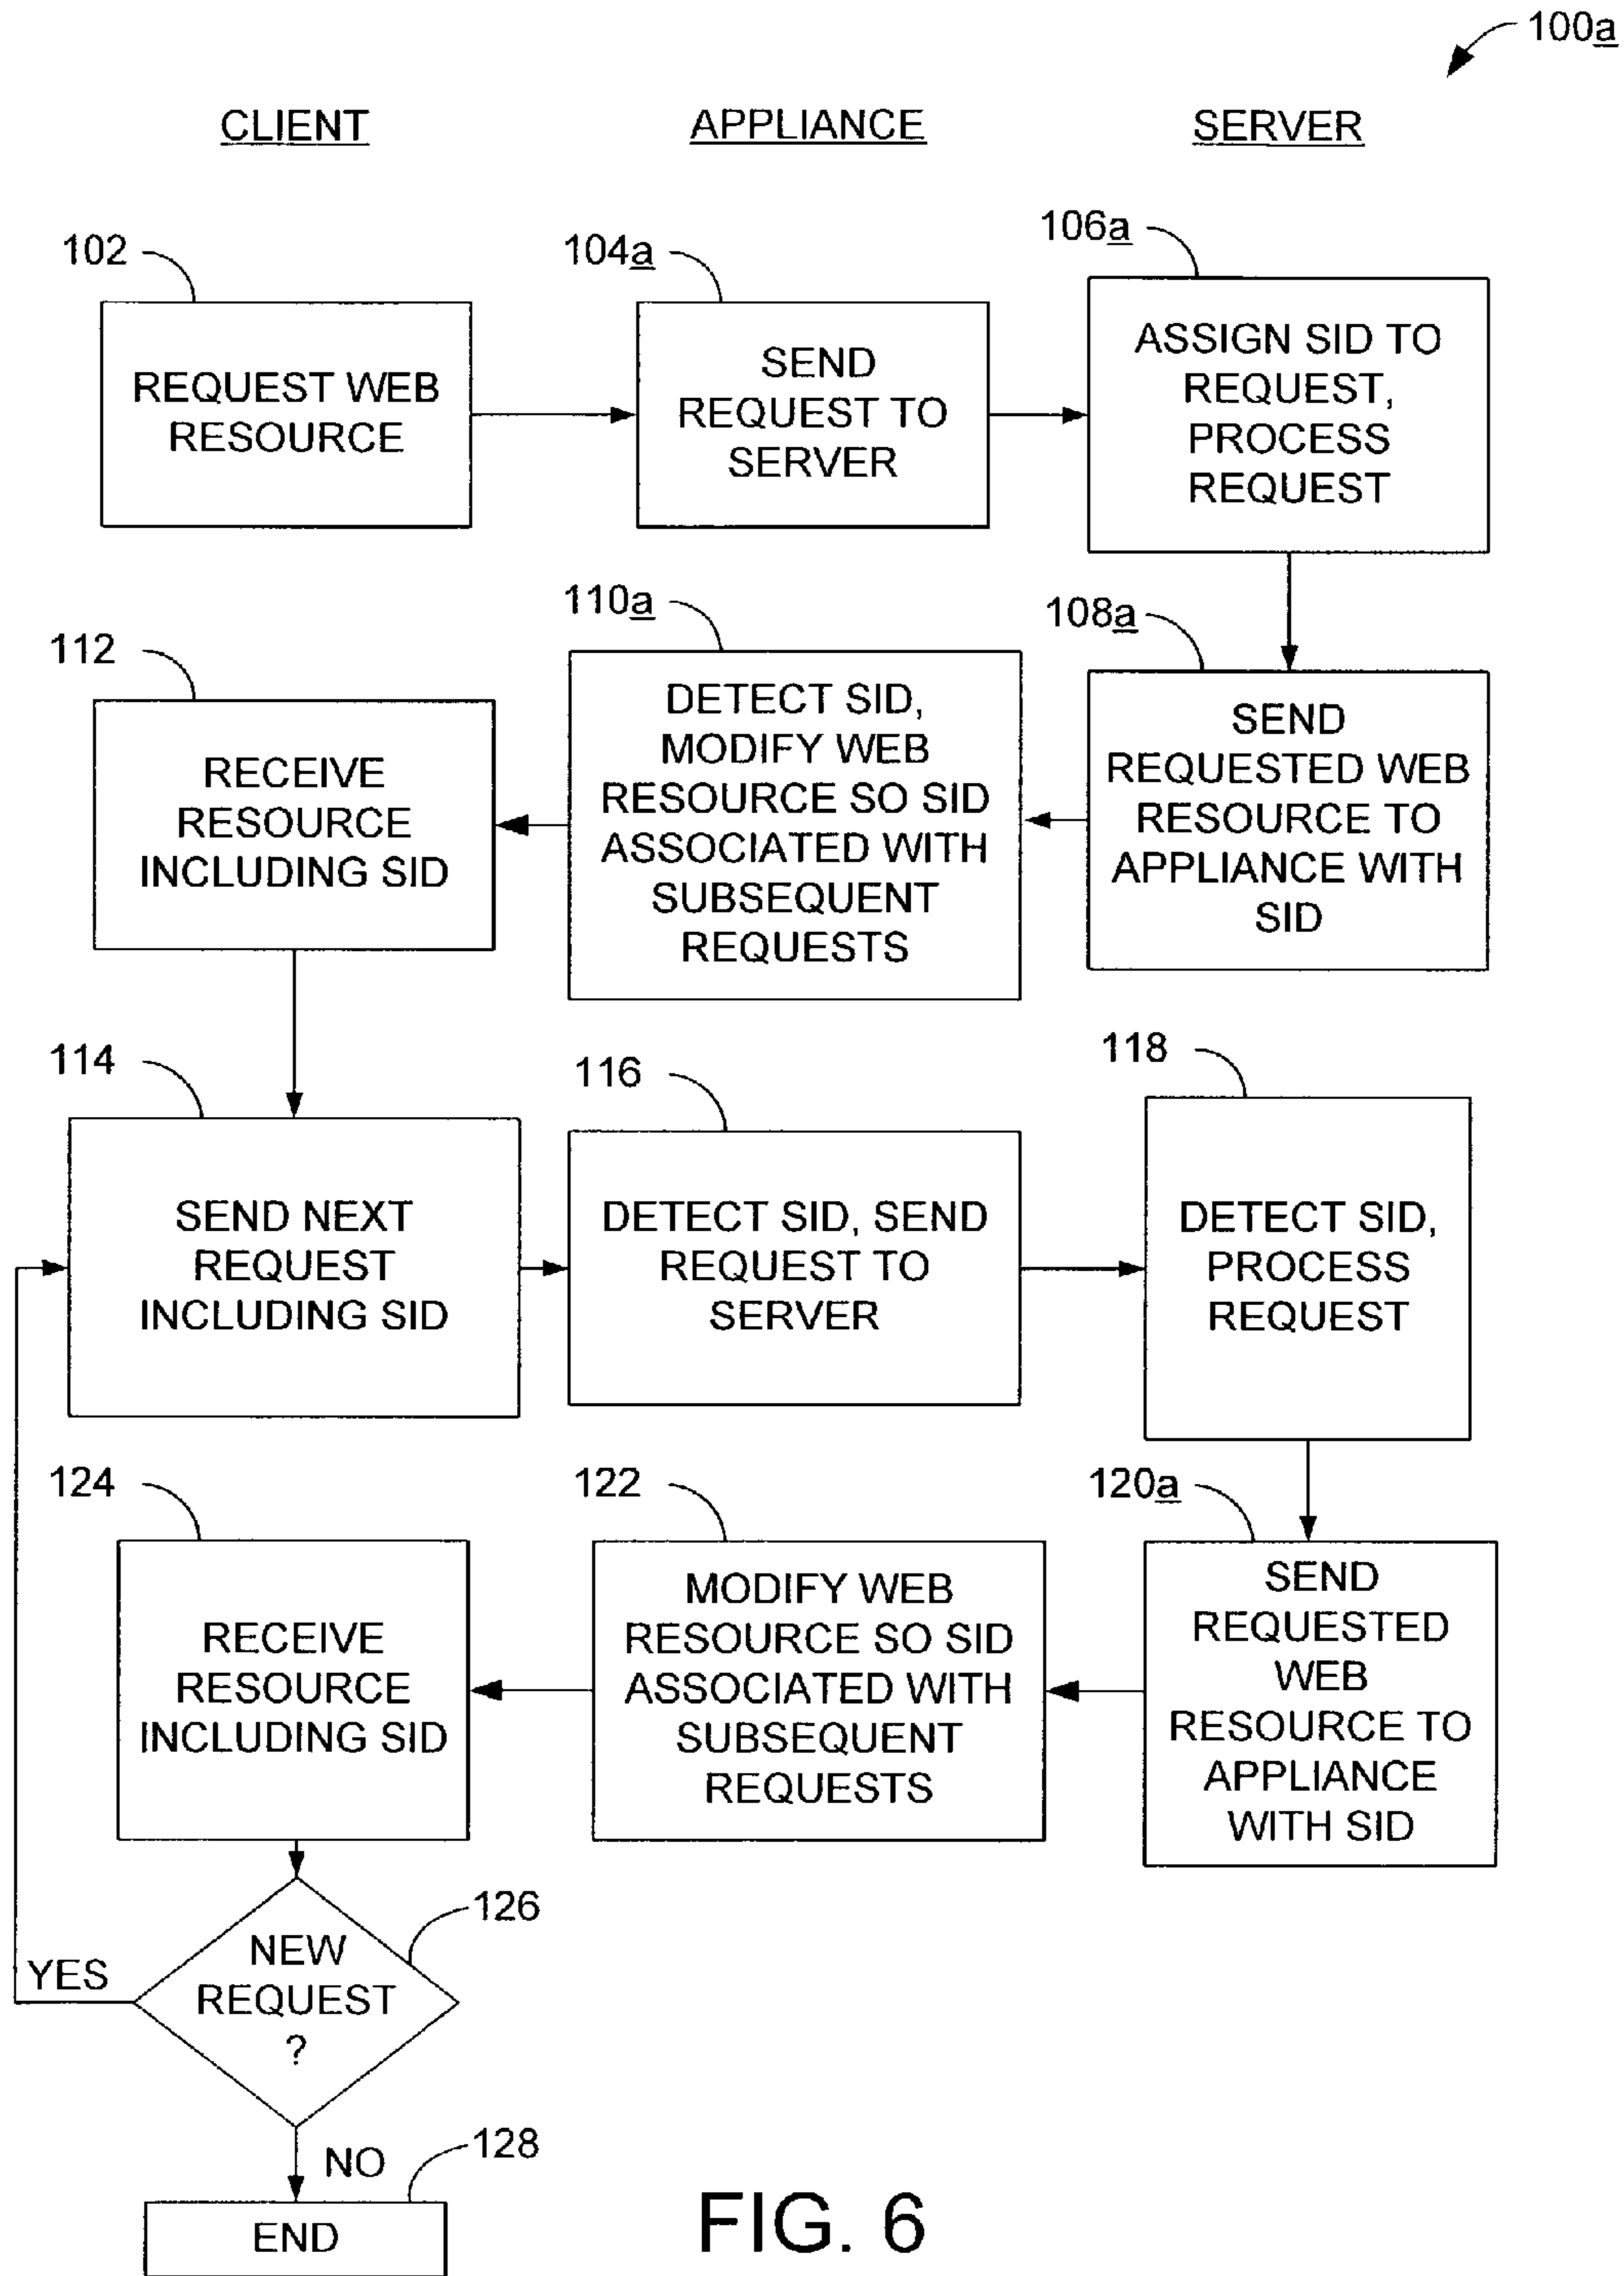 100a
CLIENT
APPLIANCE
SERVER
102
104a
106a
REQUEST WEB
RESOURCE
SEND
REQUEST TO
SERVER
ASSIGN SID TO
REQUEST,
PROCESS
REQUEST
112
110a
108a
RECEIVE
RESOURCE
INCLUDING SID
DETECT SID,
MODIFY WEB
RESOURCE SO SID
ASSOCIATED WITH
SUBSEQUENT
REQUESTS
SEND
REQUESTED WEB
RESOURCE TO
APPLIANCE WITH
SID
114
116
118
SEND NEXT
REQUEST
INCLUDING SID
DETECT SID, SEND
REQUEST TO
SERVER
DETECT SID,
PROCESS
REQUEST
124
122
120a
RECEIVE
RESOURCE
INCLUDING SID
MODIFY WEB
RESOURCE SO SID
ASSOCIATED WITH
SUBSEQUENT
REQUESTS
SEND
REQUESTED
WEB
RESOURCE TO
APPLIANCE
WITH SID
126
NEW
REQUEST
?
YES
NO
128
END
FIG. 6